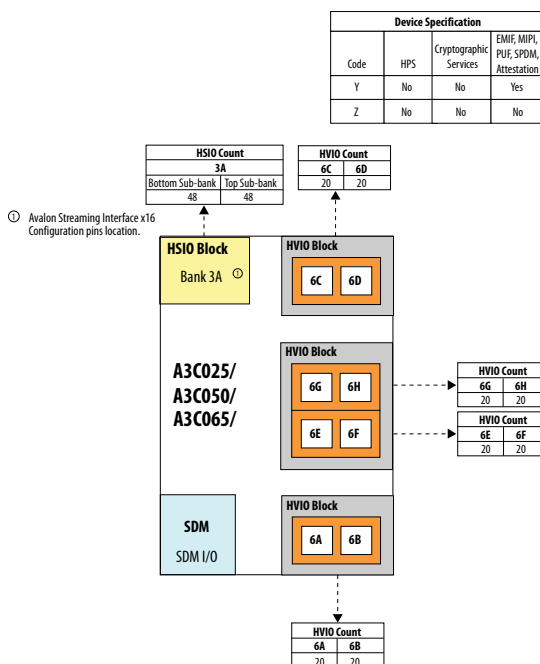 Device Specification
Code HPS Cryptographic Services EMIF, MIPI, PUF, SPDM, Attestation
Y No No Yes
Z No No No
HSIO Count
3A
Bottom Sub-bank Top Sub-bank
48 48
HVIO Count
6C 6D
20 20
① Avalon Streaming Interface x16
Configuration pins location.
HSIO Block
Bank 3A ①
HVIO Block
6C 6D
A3C025/
A3C050/
A3C065/
HVIO Block
6G 6H
6E 6F
HVIO Count
6G 6H
20 20
HVIO Count
6E 6F
20 20
SDM
SDM I/O
HVIO Block
6A 6B
HVIO Count
6A 6B
20 20